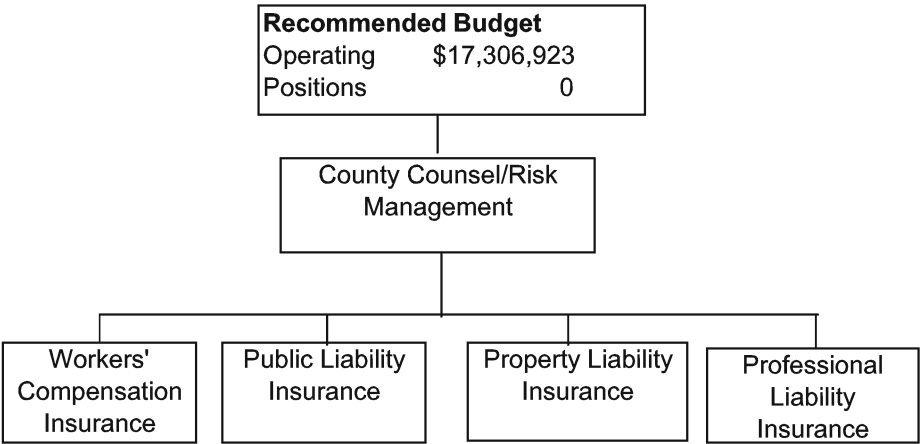 Recommended Budget
Operating $17,306,923
Positions 0
County Counsel/Risk
Management
Workers'
Compensation
Insurance
Public Liability
Insurance
Property Liability
Insurance
Professional
Liability
Insurance